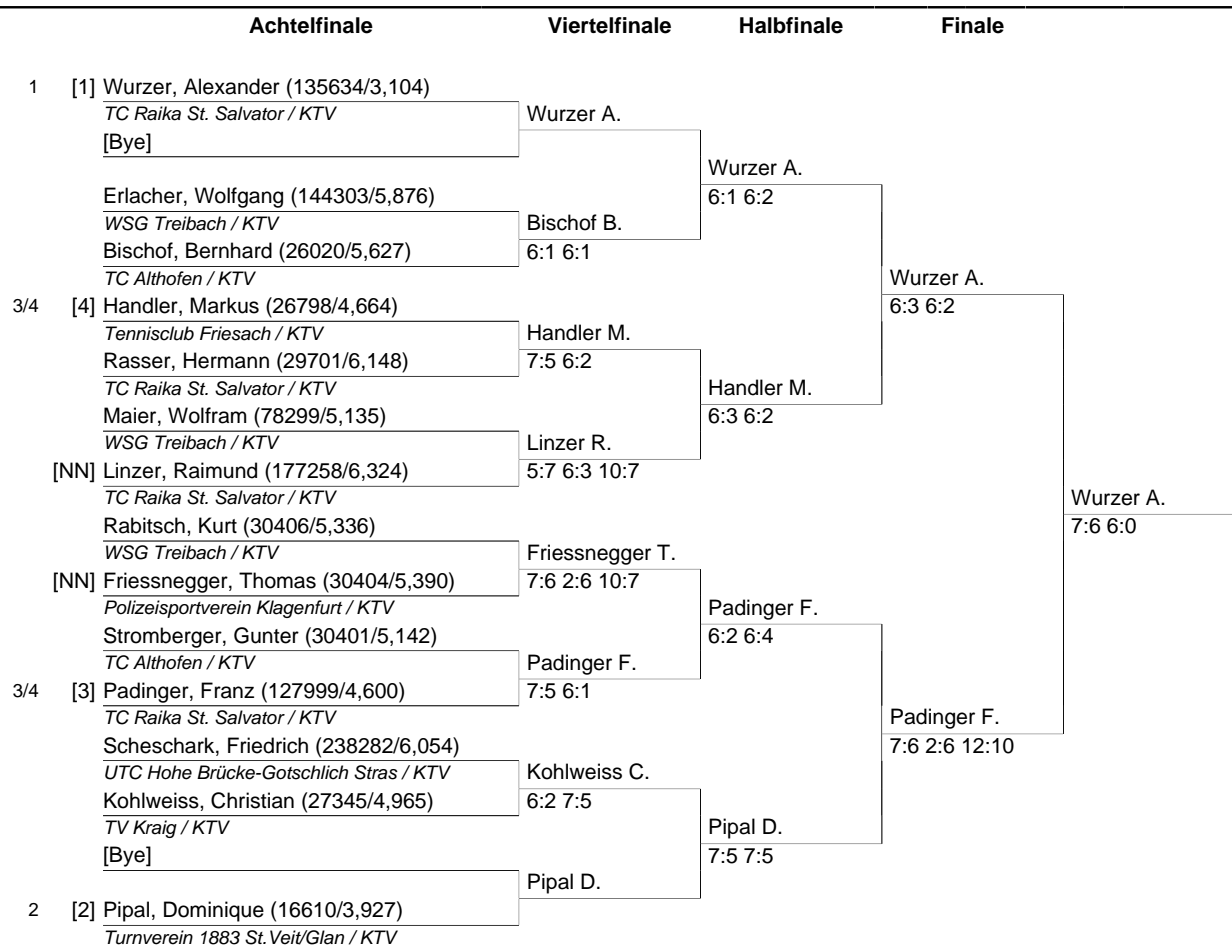 Achtelfinale Viertelfinale Halbfinale Finale
1 [1] Wurzer, Alexander (135634/3,104)
TC Raika St. Salvator / KTV Wurzer A.
[Bye]
Wurzer A.
Erlacher, Wolfgang (144303/5,876) 6:1 6:2
WSG Treibach / KTV Bischof B.
Bischof, Bernhard (26020/5,627) 6:1 6:1
TC Althofen / KTV Wurzer A.
3/4 [4] Handler, Markus (26798/4,664) 6:3 6:2
Tennisclub Friesach / KTV Handler M.
Rasser, Hermann (29701/6,148) 7:5 6:2
TC Raika St. Salvator / KTV Handler M.
Maier, Wolfram (78299/5,135) 6:3 6:2
WSG Treibach / KTV Linzer R.
[NN] Linzer, Raimund (177258/6,324) 5:7 6:3 10:7
TC Raika St. Salvator / KTV Wurzer A.
Rabitsch, Kurt (30406/5,336) 7:6 6:0
WSG Treibach / KTV Friessnegger T.
[NN] Friessnegger, Thomas (30404/5,390) 7:6 2:6 10:7
Polizeisportverein Klagenfurt / KTV Padinger F.
Stromberger, Gunter (30401/5,142) 6:2 6:4
TC Althofen / KTV Padinger F.
3/4 [3] Padinger, Franz (127999/4,600) 7:5 6:1
TC Raika St. Salvator / KTV Padinger F.
Scheschark, Friedrich (238282/6,054) 7:6 2:6 12:10
UTC Hohe Brücke-Gotschlich Stras / KTV Kohlweiss C.
Kohlweiss, Christian (27345/4,965) 6:2 7:5
TV Kraig / KTV Pipal D.
[Bye] 7:5 7:5
Pipal D.
2 [2] Pipal, Dominique (16610/3,927)
Turnverein 1883 St.Veit/Glan / KTV